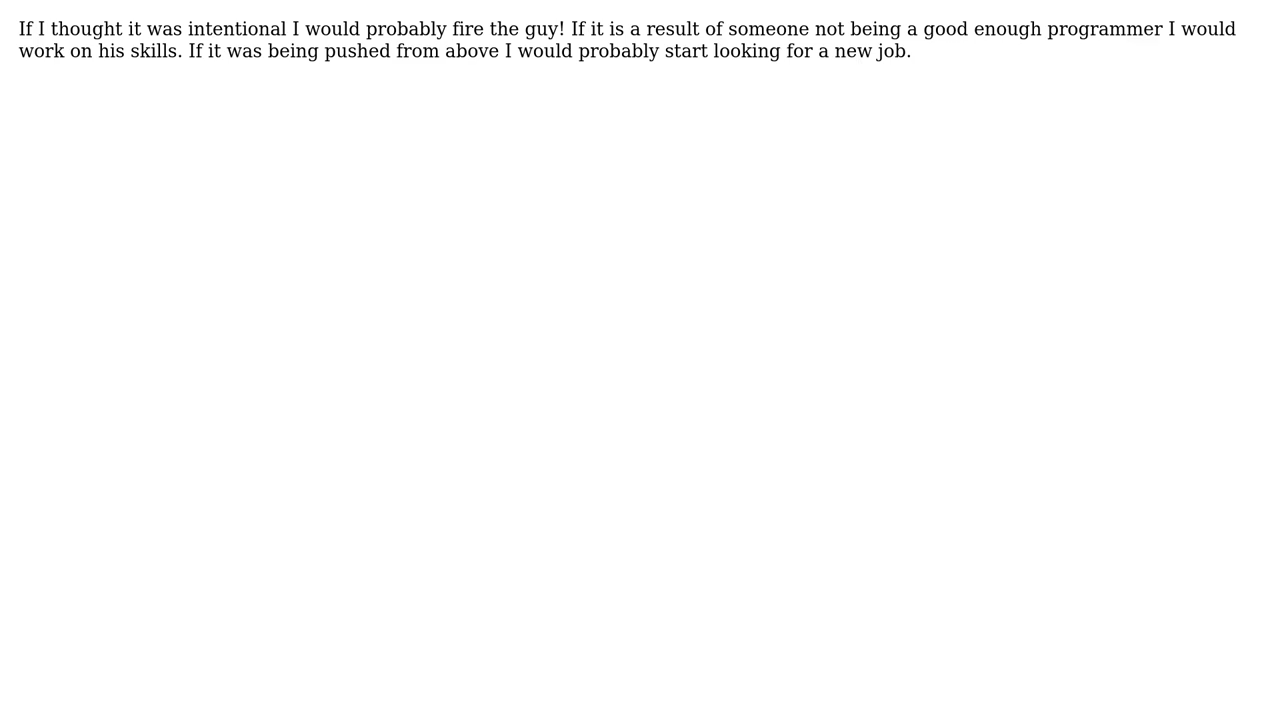 If I thought it was intentional I would probably fire the guy! If it is a result of someone not being a good enough programmer I would
work on his skills. If it was being pushed from above I would probably start looking for a new job.